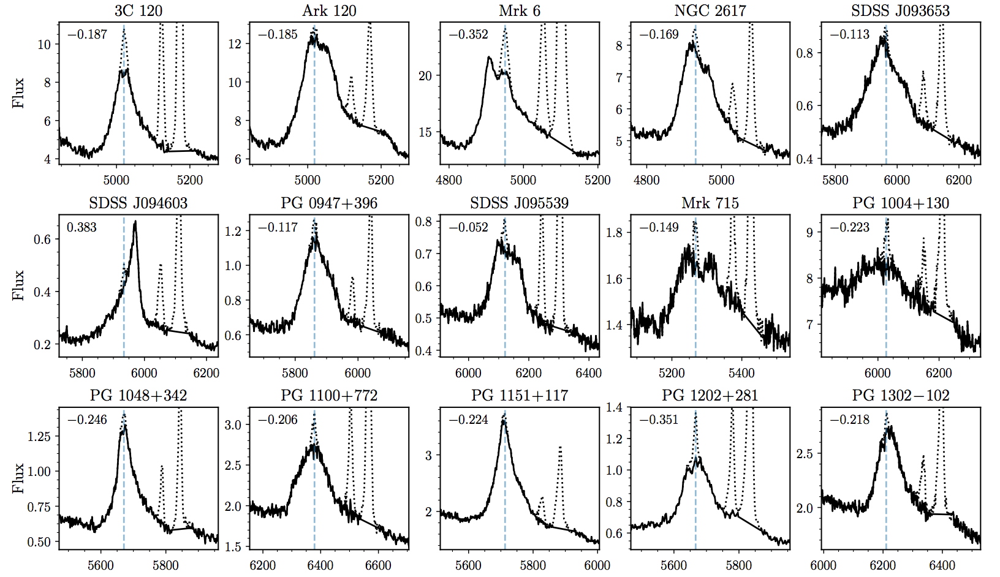 3C 120 Ark 120 Mrk 6 NGC 2617 SDSS J093653
−0.187 −0.185 −0.352 −0.169 −0.113
Flux
10 8 6 4
12 10 8 6
20 15
8 7 6 5
0.8 0.6 0.4
5000 5200 5000 5200 4800 5000 5200 4800 5000 5800 6000 6200
SDSS J094603 PG 0947+396 SDSS J095539 Mrk 715 PG 1004+130
0.383 −0.117 −0.052 −0.149 −0.223
Flux
0.6 0.4 0.2
1.2 1.0 0.8 0.6
0.8 0.7 0.6 0.5 0.4
1.8 1.6 1.4
9 8 7
5800 6000 6200 5800 6000 6000 6200 6400 5200 5400 6000 6200
PG 1048+342 PG 1100+772 PG 1151+117 PG 1202+281 PG 1302−102
−0.246 −0.206 −0.224 −0.351 −0.218
Flux
1.25 1.00 0.75 0.50
3.0 2.5 2.0 1.5
3 2
1.4 1.2 1.0 0.8 0.6
2.5 2.0
5600 5800 6200 6400 6600 5600 5800 6000 5600 5800 6000 6200 6400